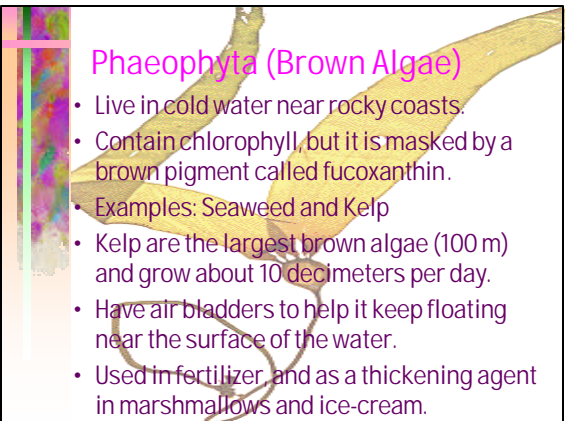 Phaeophyta (Brown Algae)
• Live in cold water near rocky coasts.
• Contain chlorophyll, but it is masked by a
brown pigment called fucoxanthin.
• Examples: Seaweed and Kelp
• Kelp are the largest brown algae (100 m)
and grow about 10 decimeters per day.
• Have air bladders to help it keep floating
near the surface of the water.
• Used in fertilizer, and as a thickening agent
in marshmallows and ice-cream.